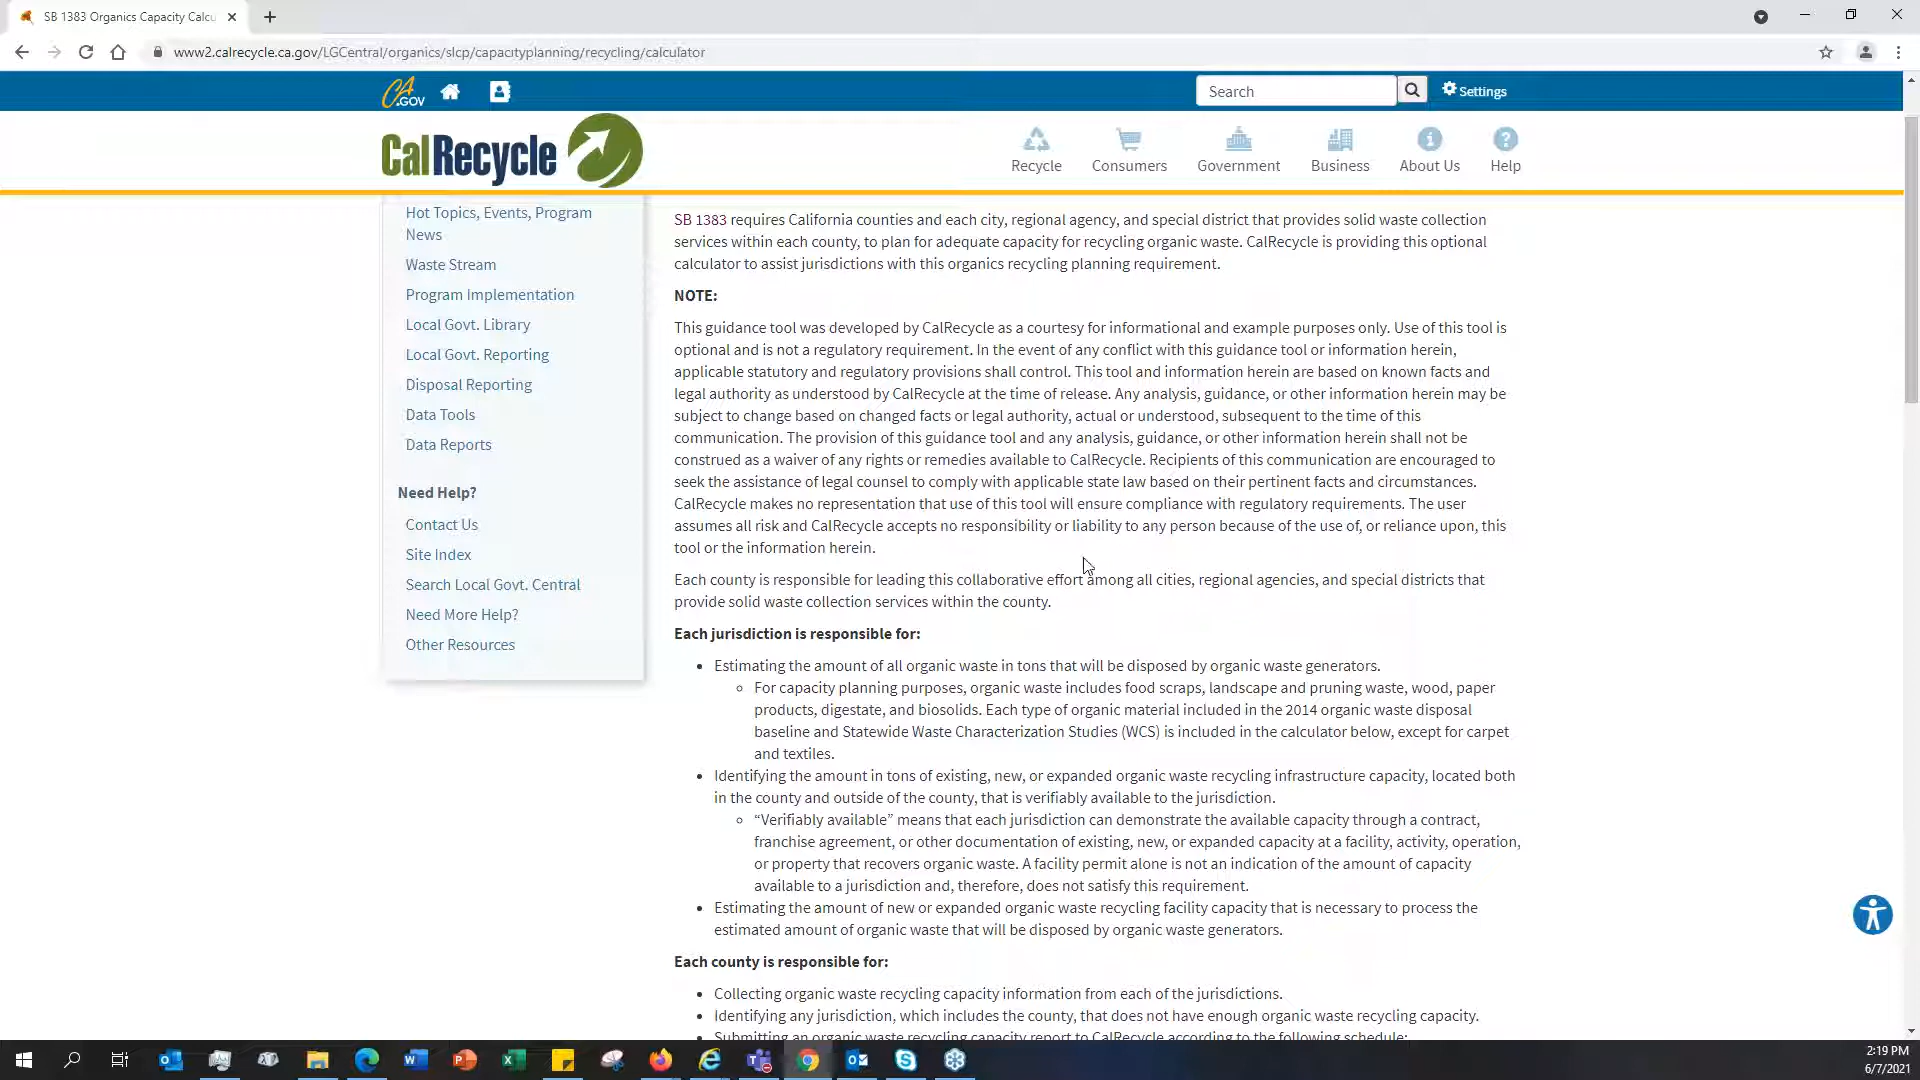 SB 1383 Organics Capacity Calcu
www2.calrecycle.ca.gov/LGCentral/organics/slcp/capacityplanning/recycling/calculator
CA.GOV
Search
Settings
CalRecycle
Recycle
Consumers
Government
Business
About Us
Help
Hot Topics, Events, Program
News
Waste Stream
Program Implementation
Local Govt. Library
Local Govt. Reporting
Disposal Reporting
Data Tools
Data Reports
Need Help?
Contact Us
Site Index
Search Local Govt. Central
Need More Help?
Other Resources
SB 1383 requires California counties and each city, regional agency, and special district that provides solid waste collection
services within each county, to plan for adequate capacity for recycling organic waste. CalRecycle is providing this optional
calculator to assist jurisdictions with this organics recycling planning requirement.
NOTE:
This guidance tool was developed by CalRecycle as a courtesy for informational and example purposes only. Use of this tool is
optional and is not a regulatory requirement. In the event of any conflict with this guidance tool or information herein,
applicable statutory and regulatory provisions shall control. This tool and information herein are based on known facts and
legal authority as understood by CalRecycle at the time of release. Any analysis, guidance, or other information herein may be
subject to change based on changed facts or legal authority, actual or understood, subsequent to the time of this
communication. The provision of this guidance tool and any analysis, guidance, or other information herein shall not be
construed as a waiver of any rights or remedies available to CalRecycle. Recipients of this communication are encouraged to
seek the assistance of legal counsel to comply with applicable state law based on their pertinent facts and circumstances.
CalRecycle makes no representation that use of this tool will ensure compliance with regulatory requirements. The user
assumes all risk and CalRecycle accepts no responsibility or liability to any person because of the use of, or reliance upon, this
tool or the information herein.
Each county is responsible for leading this collaborative effort among all cities, regional agencies, and special districts that
provide solid waste collection services within the county.
Each jurisdiction is responsible for:
• Estimating the amount of all organic waste in tons that will be disposed by organic waste generators.
◦ For capacity planning purposes, organic waste includes food scraps, landscape and pruning waste, wood, paper
products, digestate, and biosolids. Each type of organic material included in the 2014 organic waste disposal
baseline and Statewide Waste Characterization Studies (WCS) is included in the calculator below, except for carpet
and textiles.
• Identifying the amount in tons of existing, new, or expanded organic waste recycling infrastructure capacity, located both
in the county and outside of the county, that is verifiably available to the jurisdiction.
◦ “Verifiably available” means that each jurisdiction can demonstrate the available capacity through a contract,
franchise agreement, or other documentation of existing, new, or expanded capacity at a facility, activity, operation,
or property that recovers organic waste. A facility permit alone is not an indication of the amount of capacity
available to a jurisdiction and, therefore, does not satisfy this requirement.
• Estimating the amount of new or expanded organic waste recycling facility capacity that is necessary to process the
estimated amount of organic waste that will be disposed by organic waste generators.
Each county is responsible for:
• Collecting organic waste recycling capacity information from each of the jurisdictions.
• Identifying any jurisdiction, which includes the county, that does not have enough organic waste recycling capacity.
• Submitting an organic waste recycling capacity report to CalRecycle according to the following schedule:
2:19 PM
6/7/2021